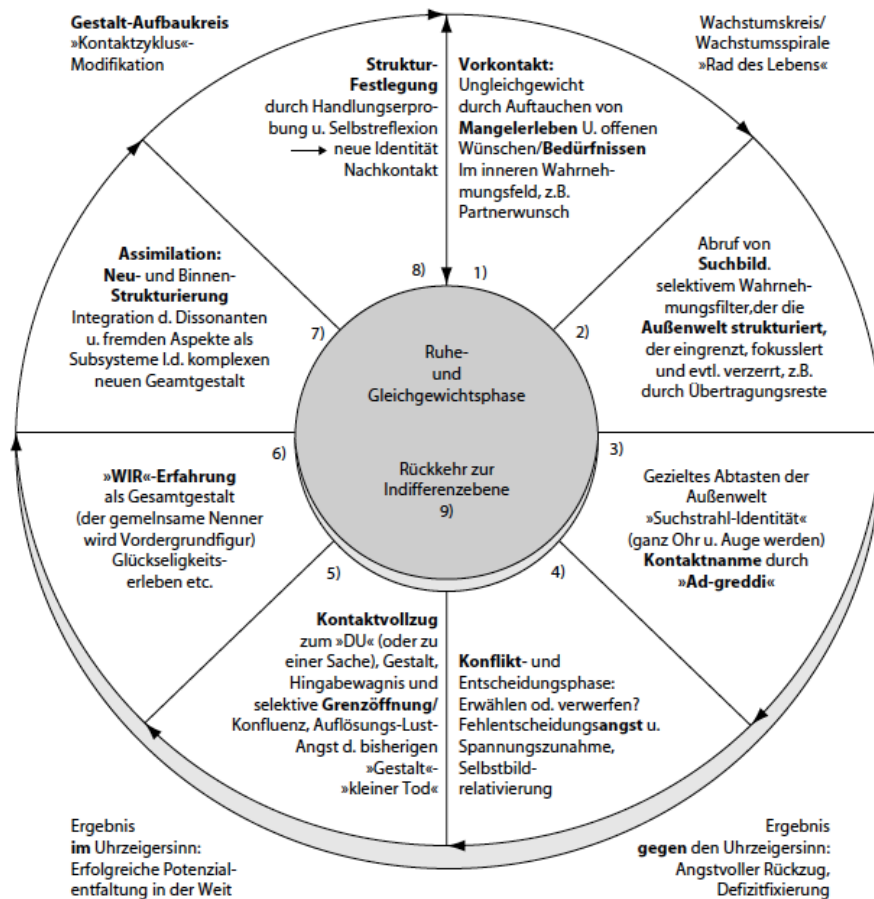 Gestalt-Aufbaukreis
»Kontaktzyklus«-
Modifikation
Wachstumskreis/
Wachstumsspirale
»Rad des Lebens«
Struktur-
Festlegung
durch Handlungserpro-
bung u. Selbstreflexion
→ neue Identität
Nachkontakt
8)
Vorkontakt:
Ungleichgewicht
durch Auftauchen von
Mangelerleben U. offenen
Wünschen/Bedürfnissen
Im inneren Wahrneh-
mungsfeld, z.B.
Partnerwunsch
1)
Abruf von
Suchbild.
selektivem Wahrneh-
mungsfilter,der die
Außenwelt strukturiert,
der eingrenzt, fokusslert
und evtl. verzerrt, z.B.
durch Übertragungsreste
2)
3)
Gezieltes Abtasten der
Außenwelt
»Suchstrahl-Identität«
(ganz Ohr u. Auge werden)
Kontaktnanme durch
»Ad-greddi«
4)
Konflikt- und
Entscheidungsphase:
Erwählen od. verwerfen?
Fehlentscheidungsangst u.
Spannungszunahme,
Selbstbild-
relativierung
5)
Kontaktvollzug
zum »DU« (oder zu
einer Sache), Gestalt,
Hingabewagnis und
selektive Grenzöffnung/
Konfluenz, Auflösungs-Lust-
Angst d. bisherigen
»Gestalt«-
»kleiner Tod«
6)
»WIR«-Erfahrung
als Gesamtgestalt
(der gemeinsame Nenner
wird Vordergrundfigur)
Glückseligkeits-
erleben etc.
Assimilation:
Neu- und Binnen-
Strukturierung
Integration d. Dissonanten
u. fremden Aspekte als
Subsysteme I.d. komplexen
neuen Geamtgestalt
7)
Ruhe-
und
Gleichgewichtsphase
Rückkehr zur
Indifferenzebene
9)
Ergebnis
im Uhrzeigersinn:
Erfolgreiche Potenzial-
entfaltung in der Weit
Ergebnis
gegen den Uhrzeigersinn:
Angstvoller Rückzug,
Defizitfixierung